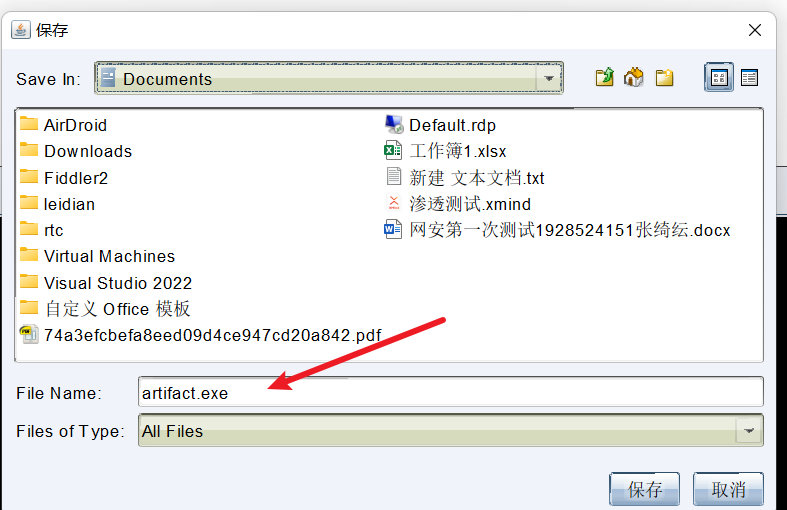 保存
Save In: Documents
AirDroid
Downloads
Fiddler2
leidian
rtc
Virtual Machines
Visual Studio 2022
自定义 Office 模板
74a3efcbefa8eed09d4ce947cd20a842.pdf
Default.rdp
工作簿1.xlsx
新建 文本文档.txt
渗透测试.xmind
网安第一次测试1928524151张绮纭.docx
File Name: artifact.exe
Files of Type: All Files
保存 取消